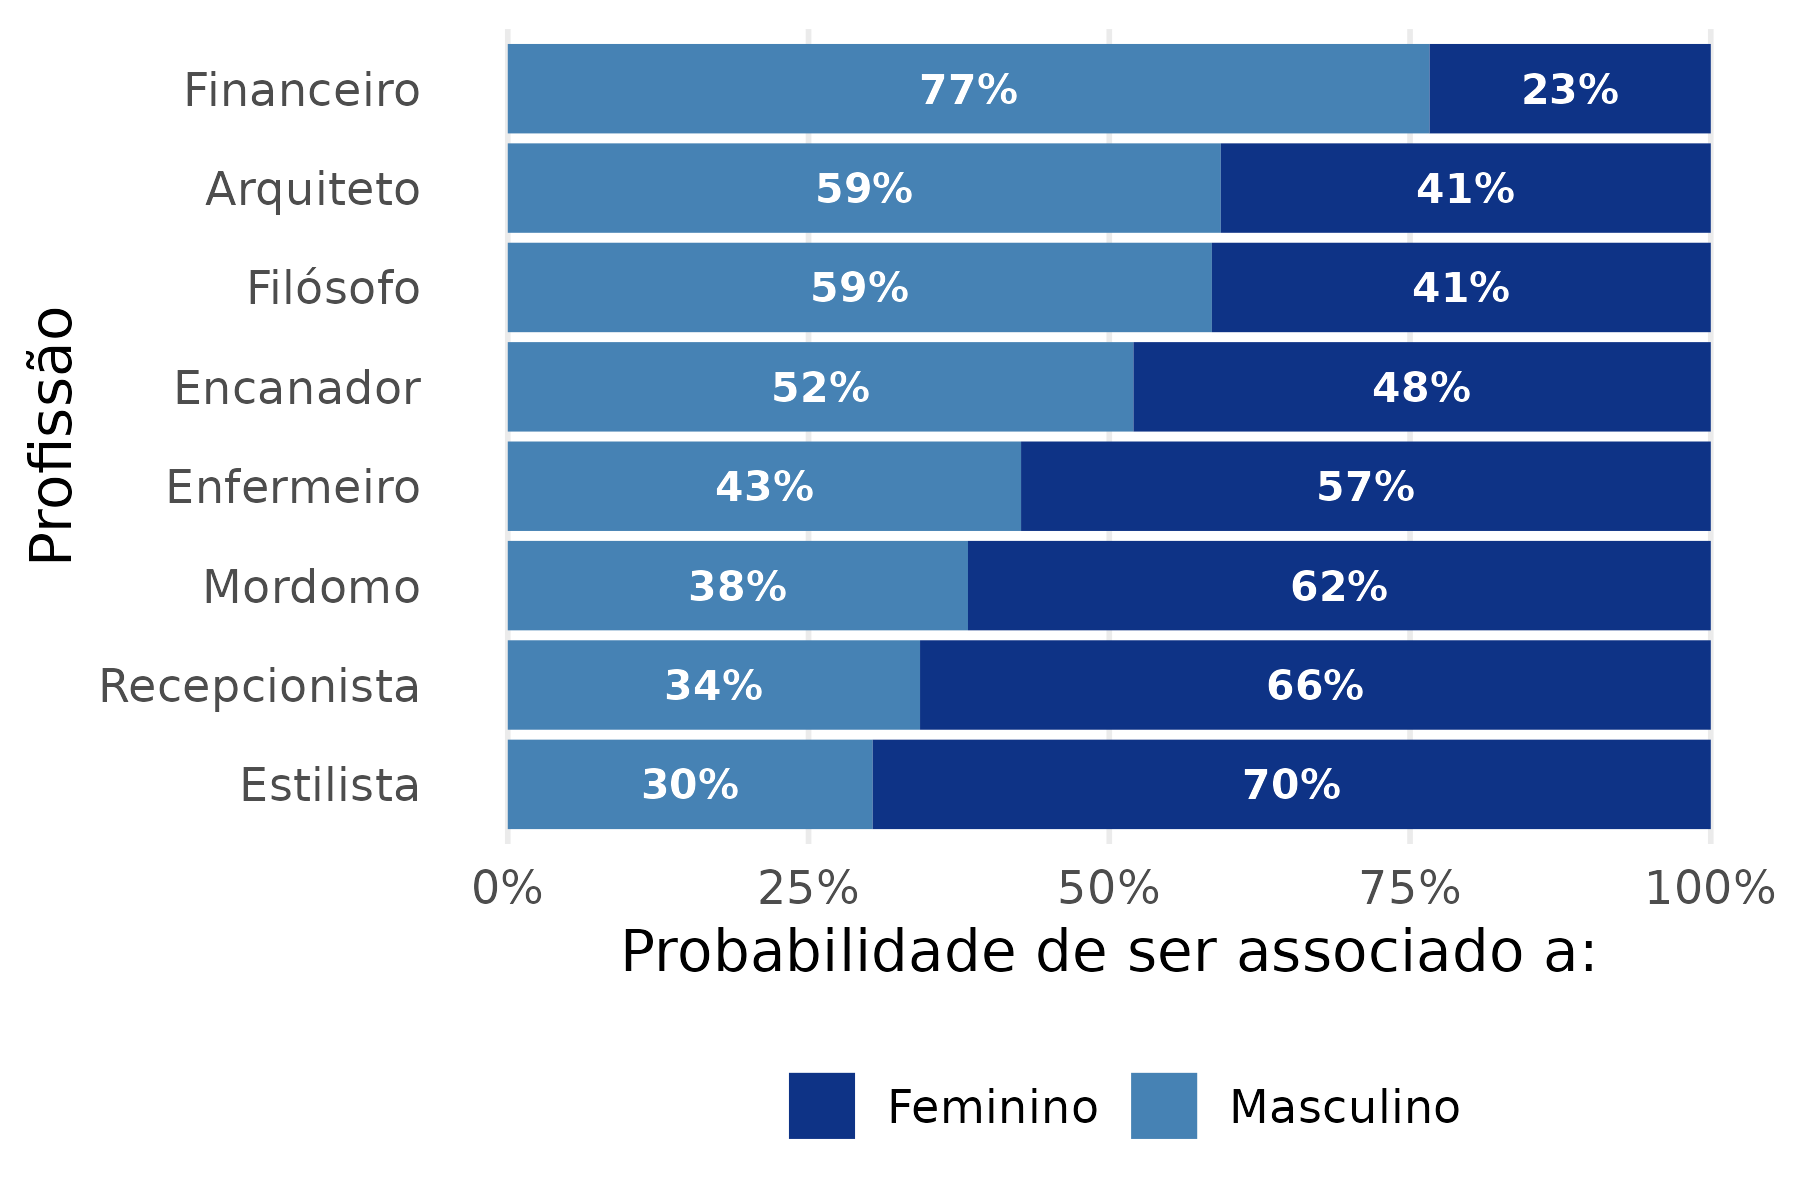 Profissão
Financeiro 77% 23%
Arquiteto 59% 41%
Filósofo 59% 41%
Encanador 52% 48%
Enfermeiro 43% 57%
Mordomo 38% 62%
Recepcionista 34% 66%
Estilista 30% 70%
0% 25% 50% 75% 100%
Probabilidade de ser associado a:
Feminino Masculino